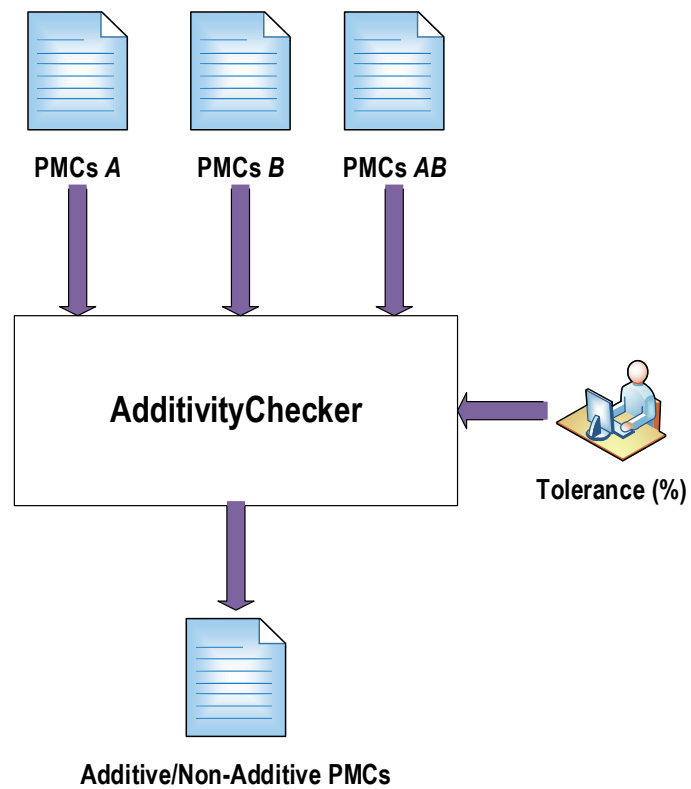 PMCs A PMCs B PMCs AB
AdditivityChecker
Tolerance (%)
Additive/Non-Additive PMCs